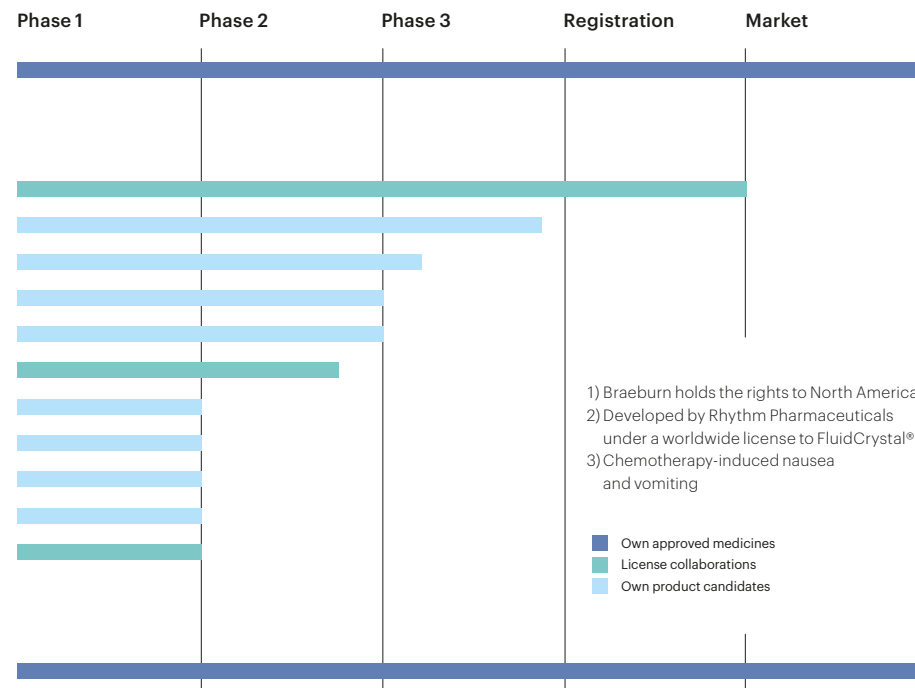 Phase 1 Phase 2 Phase 3 Registration Market
1) Braeburn holds the rights to North America
2) Developed by Rhythm Pharmaceuticals
under a worldwide license to FluidCrystal®
3) Chemotherapy-induced nausea
and vomiting
Own approved medicines
License collaborations
Own product candidates